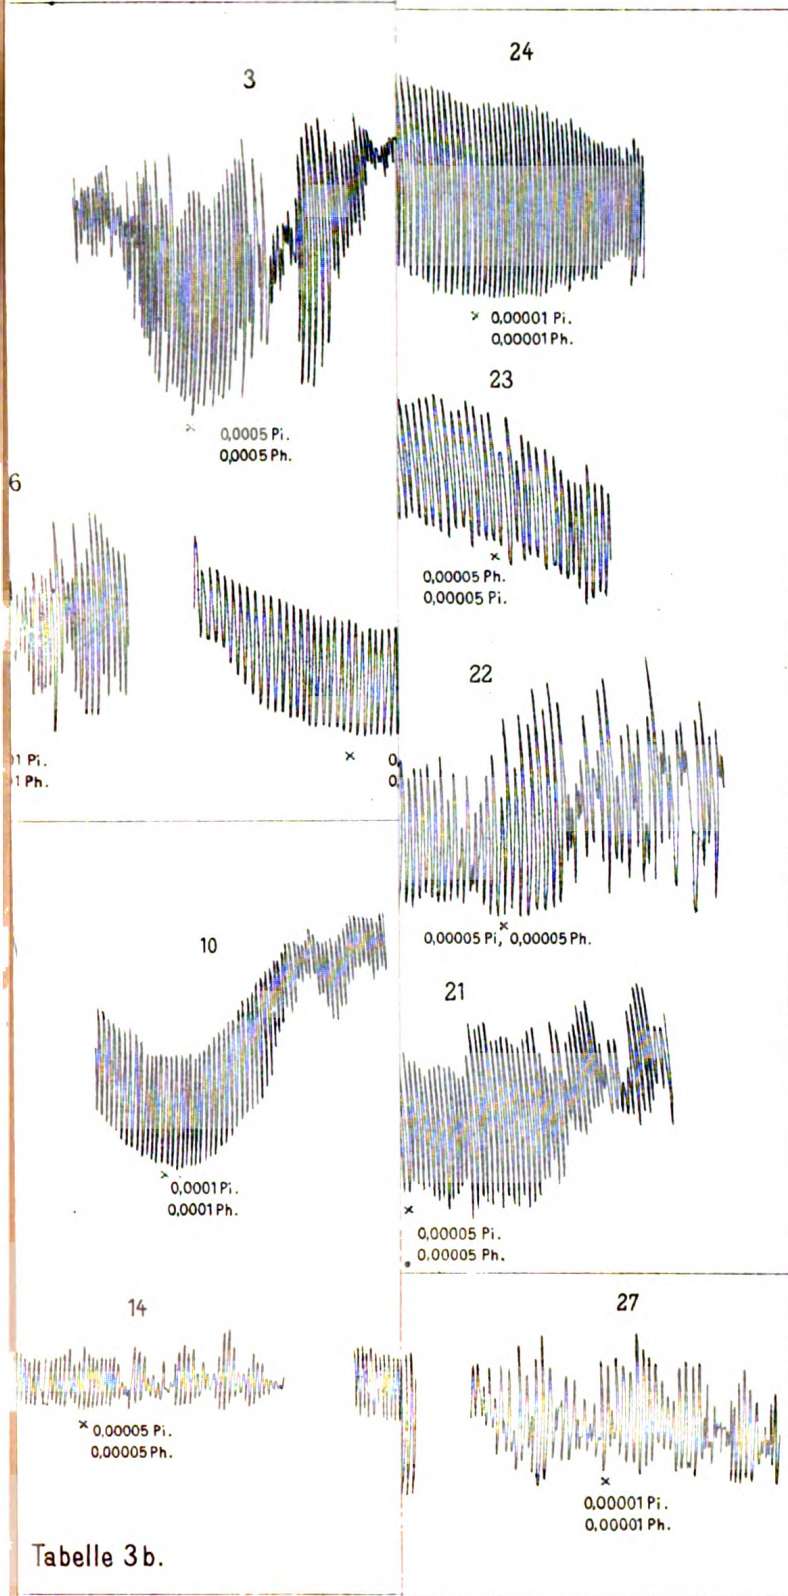 3
0,0005 Pi.
0,0005 Ph.
6
1 Pi.
1 Ph.
0,
0,
10
0,0001 Pi.
0,0001 Ph.
14
0,00005 Pi.
0,00005 Ph.
Tabelle 3b.
24
0,00001 Pi.
0,00001 Ph.
23
0,00005 Ph.
0,00005 Pi.
22
0,00005 Pi, 0,00005 Ph.
21
0,00005 Pi.
0,00005 Ph.
27
0,00001 Pi.
0,00001 Ph.